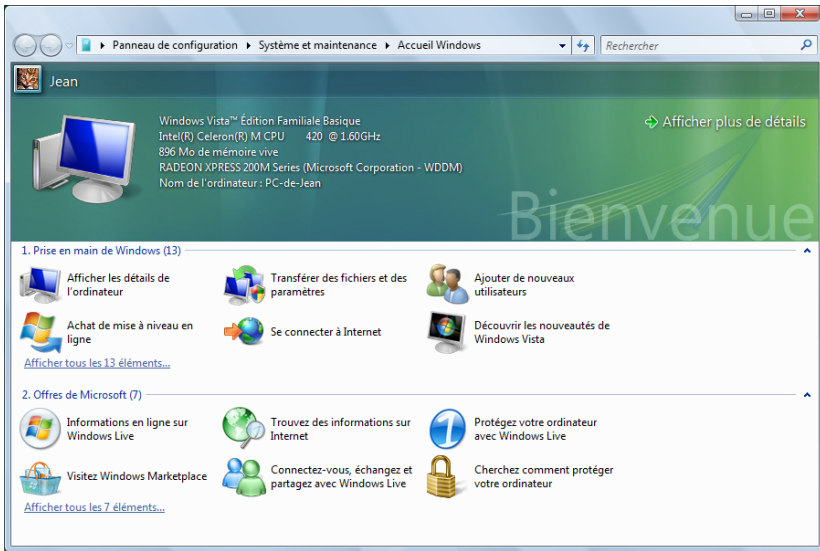 Panneau de configuration ▸ Système et maintenance ▸ Accueil Windows
Rechercher
Jean
Windows Vista™ Édition Familiale Basique
Intel(R) Celeron(R) M CPU 420 @ 1.60GHz
896 Mo de mémoire vive
RADEON XPRESS 200M Series (Microsoft Corporation - WDDM)
Nom de l'ordinateur : PC-de-Jean
Afficher plus de détails
Bienvenue
1. Prise en main de Windows (13)
Afficher les détails de
l'ordinateur
Transférer des fichiers et des
paramètres
Ajouter de nouveaux
utilisateurs
Achat de mise à niveau en
ligne
Se connecter à Internet
Découvrir les nouveautés de
Windows Vista
Afficher tous les 13 éléments...
2. Offres de Microsoft (7)
Informations en ligne sur
Windows Live
Trouvez des informations sur
Internet
Protégez votre ordinateur
avec Windows Live
Visitez Windows Marketplace
Connectez-vous, échangez et
partagez avec Windows Live
Cherchez comment protéger
votre ordinateur
Afficher tous les 7 éléments...